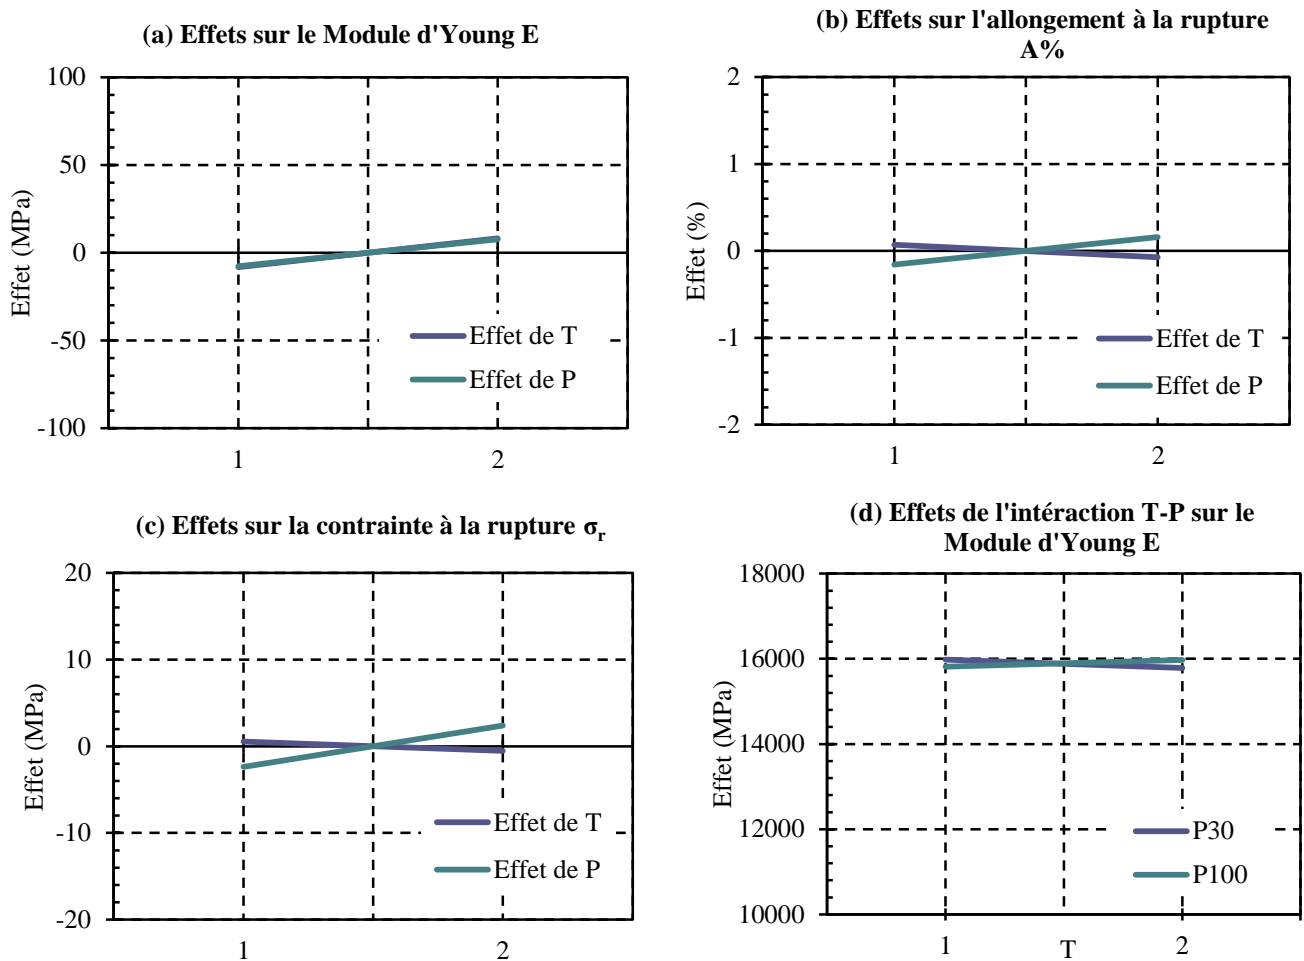 (a) Effets sur le Module d'Young E
100
50
0
-50
-100
Effet (MPa)
Effet de T
Effet de P
1
2
(b) Effets sur l'allongement à la rupture
A%
2
1
0
-1
-2
Effet (%)
Effet de T
Effet de P
1
2
(c) Effets sur la contrainte à la rupture σr
20
10
0
-10
-20
Effet (MPa)
Effet de T
Effet de P
1
2
(d) Effets de l'intéraction T-P sur le
Module d'Young E
18000
16000
14000
12000
10000
Effet (MPa)
P30
P100
1
T
2